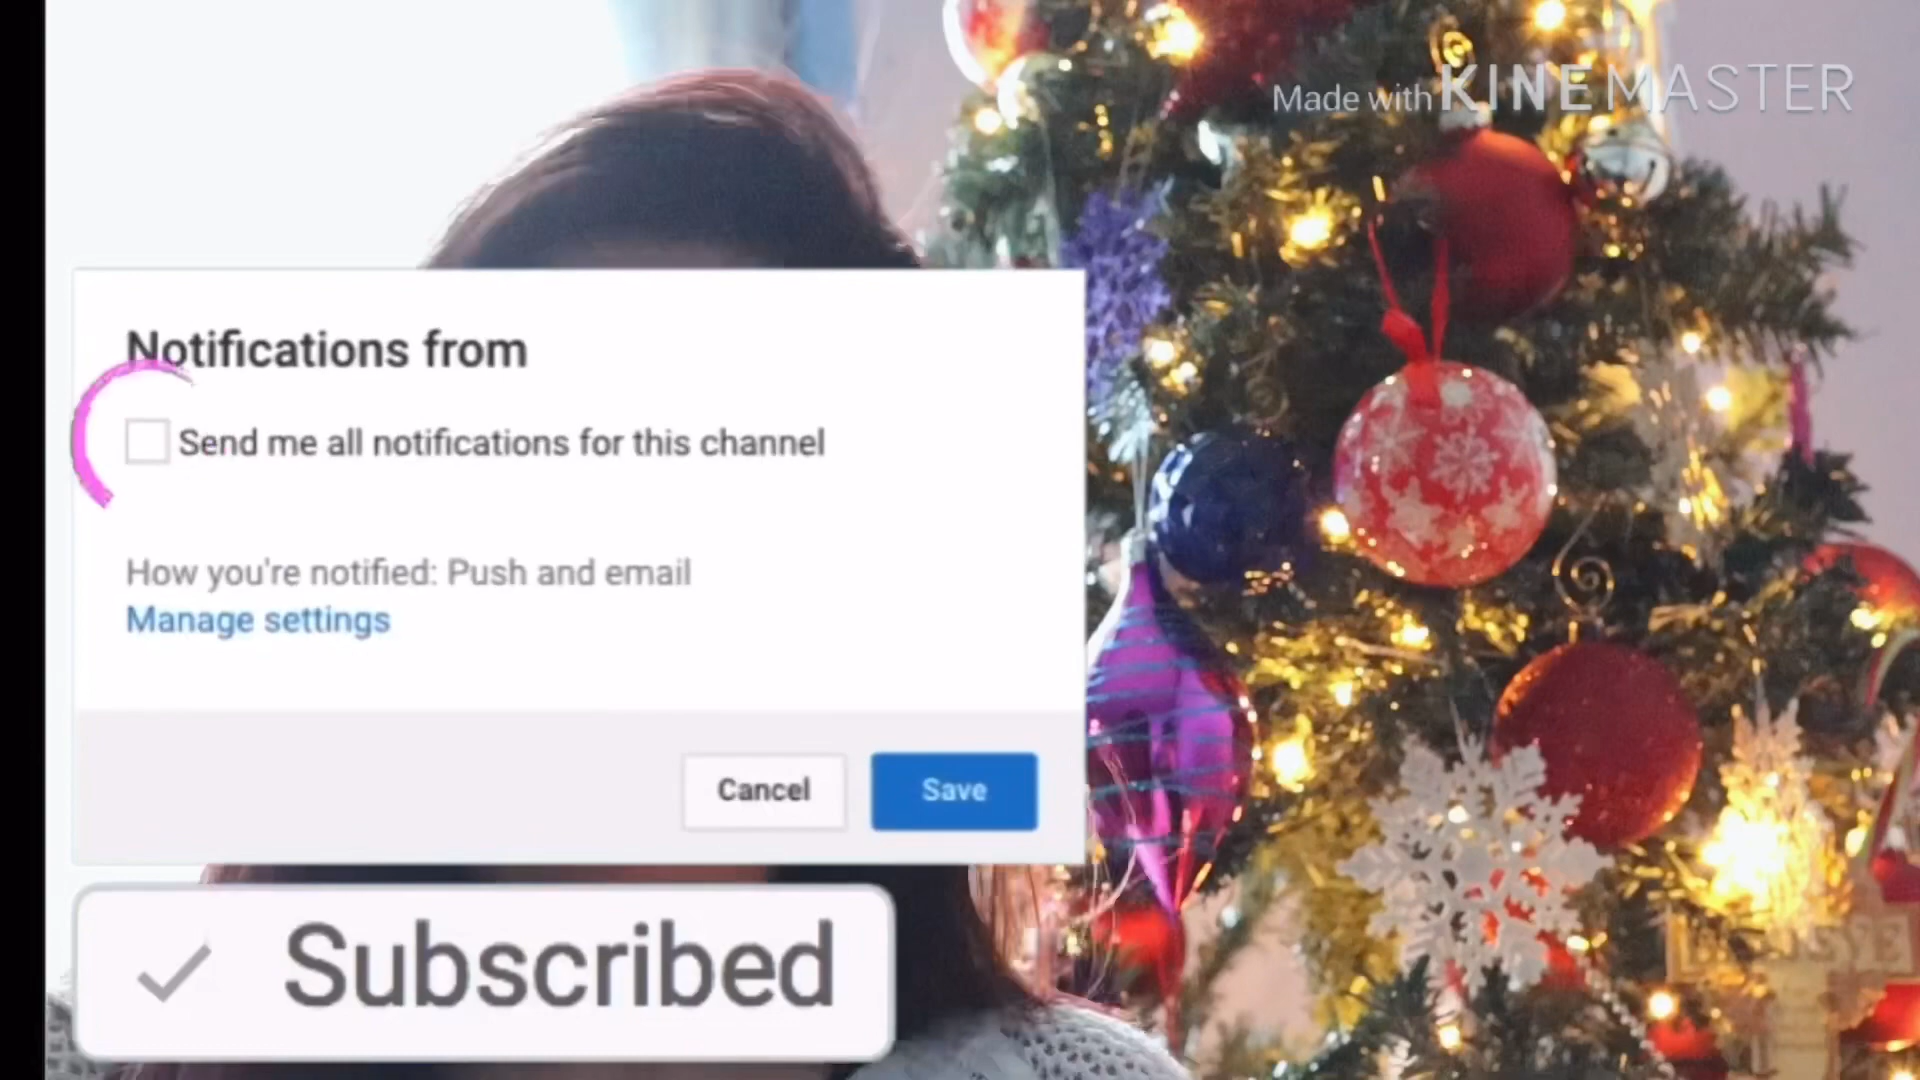 Made with KINEMASTER
Notifications from
Send me all notifications for this channel
How you're notified: Push and email
Manage settings
Cancel
Save
Subscribed